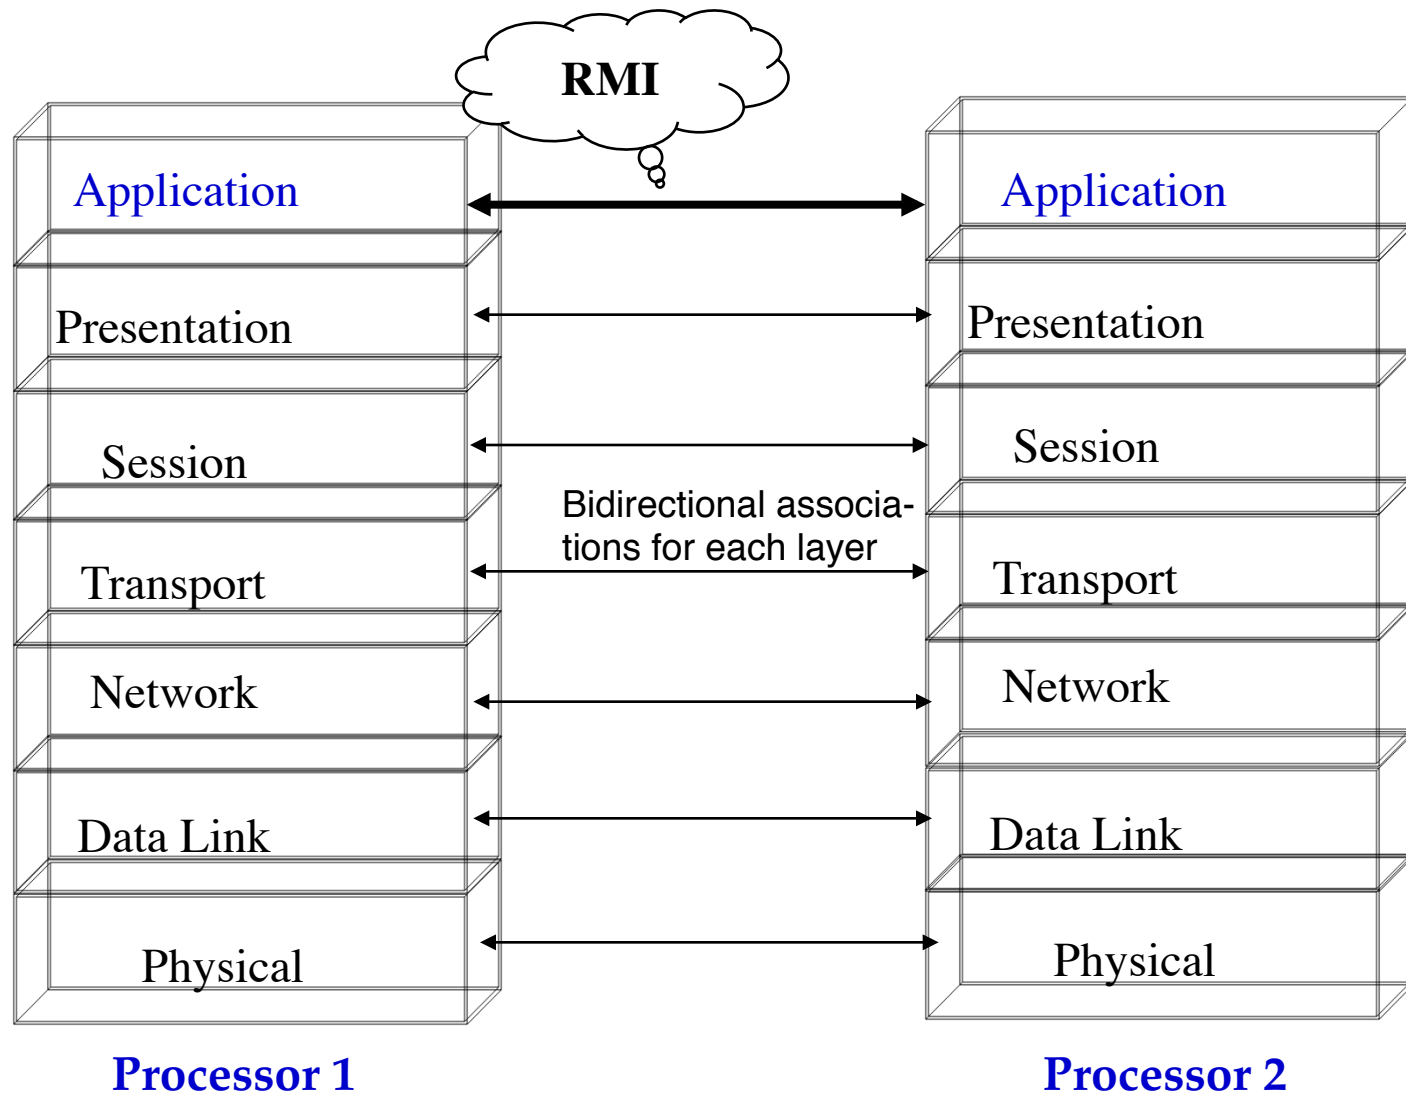 RMI
Application
Application
Presentation
Presentation
Session
Session
Bidirectional associa-
tions for each layer
Transport
Transport
Network
Network
Data Link
Data Link
Physical
Physical
Processor 1
Processor 2